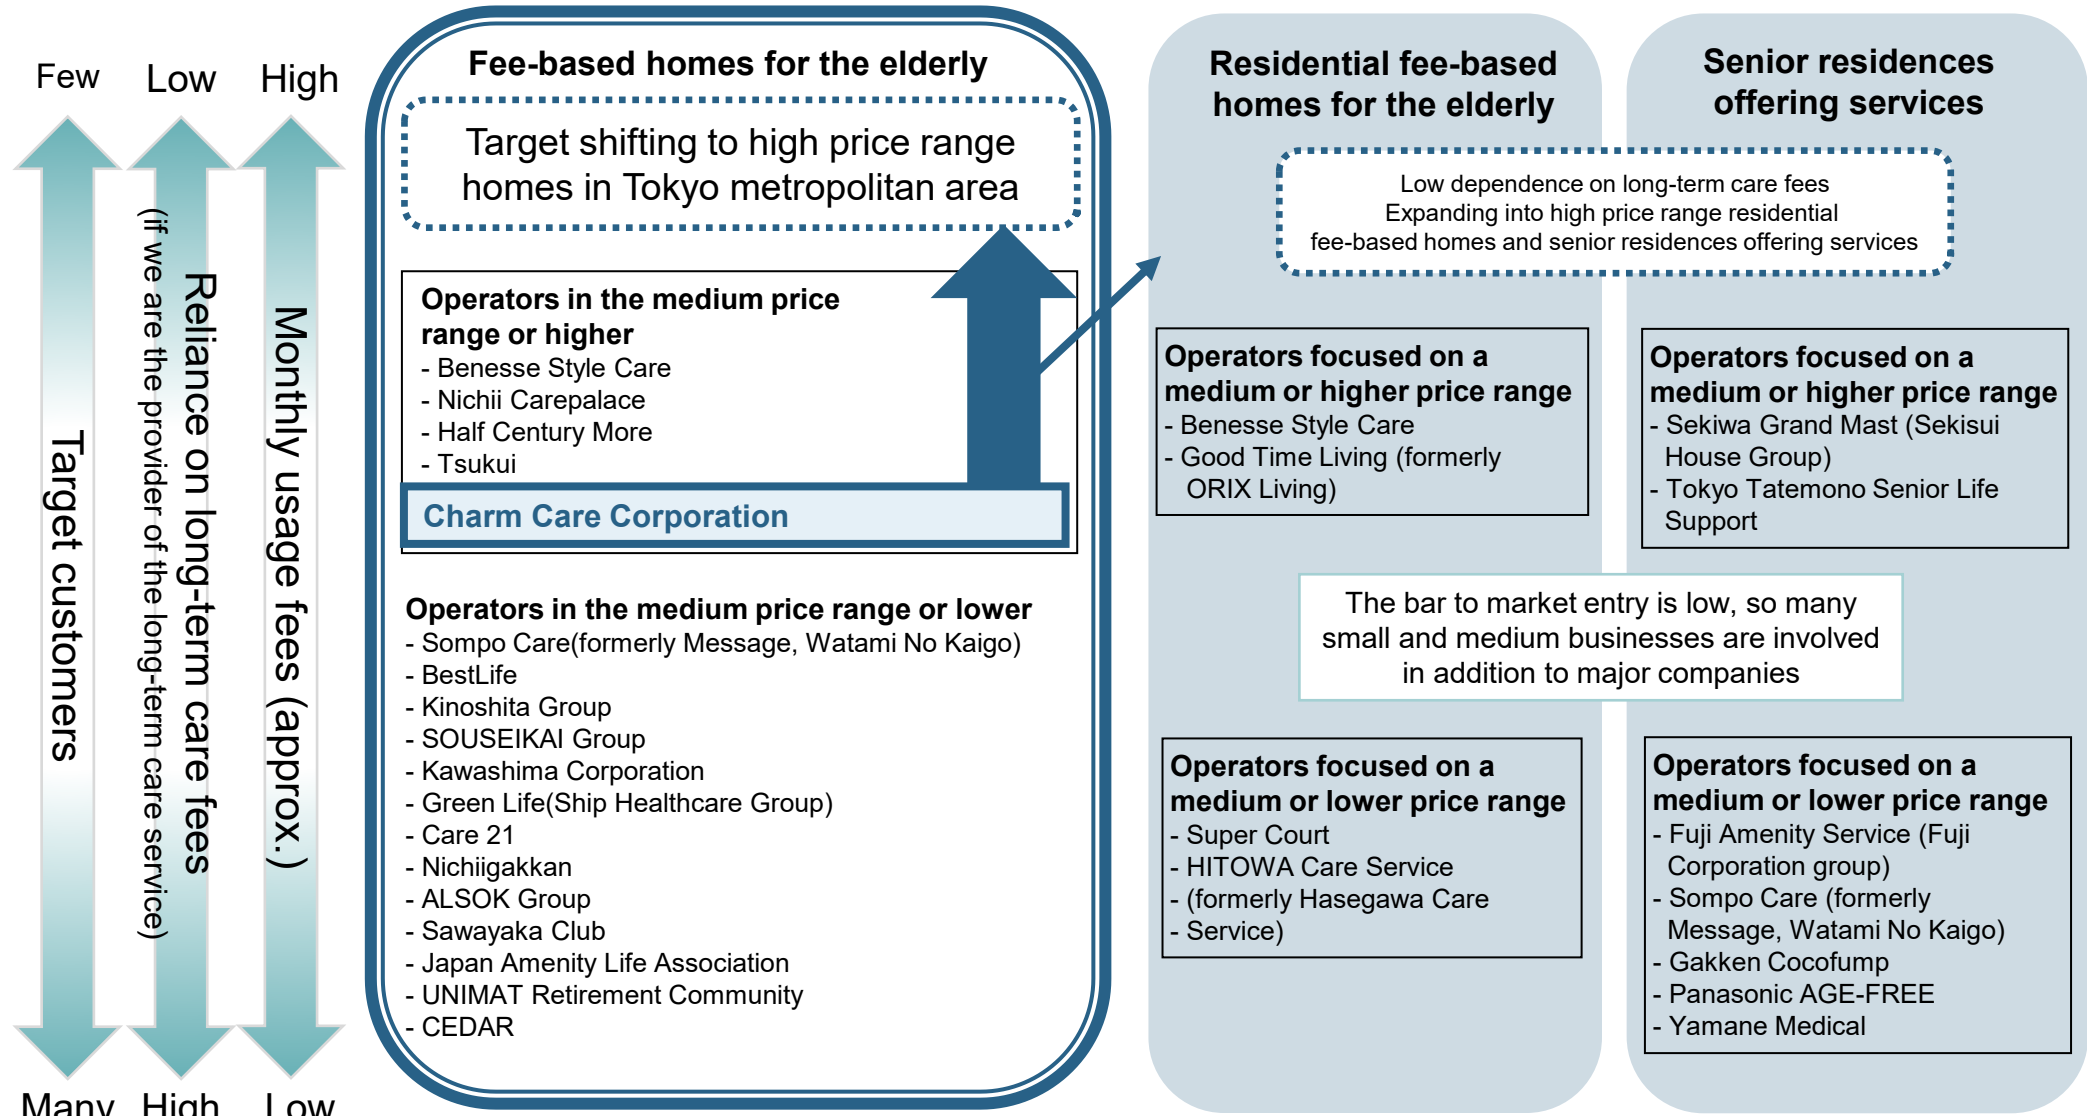 Few
Low
High
Target customers
Reliance on long-term care fees
(if we are the provider of the long-term care service)
Monthly usage fees (approx.)
Many
High
Low
Fee-based homes for the elderly
Target shifting to high price range
homes in Tokyo metropolitan area
Operators in the medium price
range or higher
- Benesse Style Care
- Nichii Carepalace
- Half Century More
- Tsukui
Charm Care Corporation
Operators in the medium price range or lower
- Sompo Care(formerly Message, Watami No Kaigo)
- BestLife
- Kinoshita Group
- SOUSEIKAI Group
- Kawashima Corporation
- Green Life(Ship Healthcare Group)
- Care 21
- Nichiigakkan
- ALSOK Group
- Sawayaka Club
- Japan Amenity Life Association
- UNIMAT Retirement Community
- CEDAR
Residential fee-based
homes for the elderly
Senior residences
offering services
Low dependence on long-term care fees
Expanding into high price range residential
fee-based homes and senior residences offering services
Operators focused on a
medium or higher price range
- Benesse Style Care
- Good Time Living (formerly
ORIX Living)
Operators focused on a
medium or higher price range
- Sekiwa Grand Mast (Sekisui
House Group)
- Tokyo Tatemono Senior Life
Support
The bar to market entry is low, so many
small and medium businesses are involved
in addition to major companies
Operators focused on a
medium or lower price range
- Super Court
- HITOWA Care Service
- (formerly Hasegawa Care
- Service)
Operators focused on a
medium or lower price range
- Fuji Amenity Service (Fuji
Corporation group)
- Sompo Care (formerly
Message, Watami No Kaigo)
- Gakken Cocofump
- Panasonic AGE-FREE
- Yamane Medical